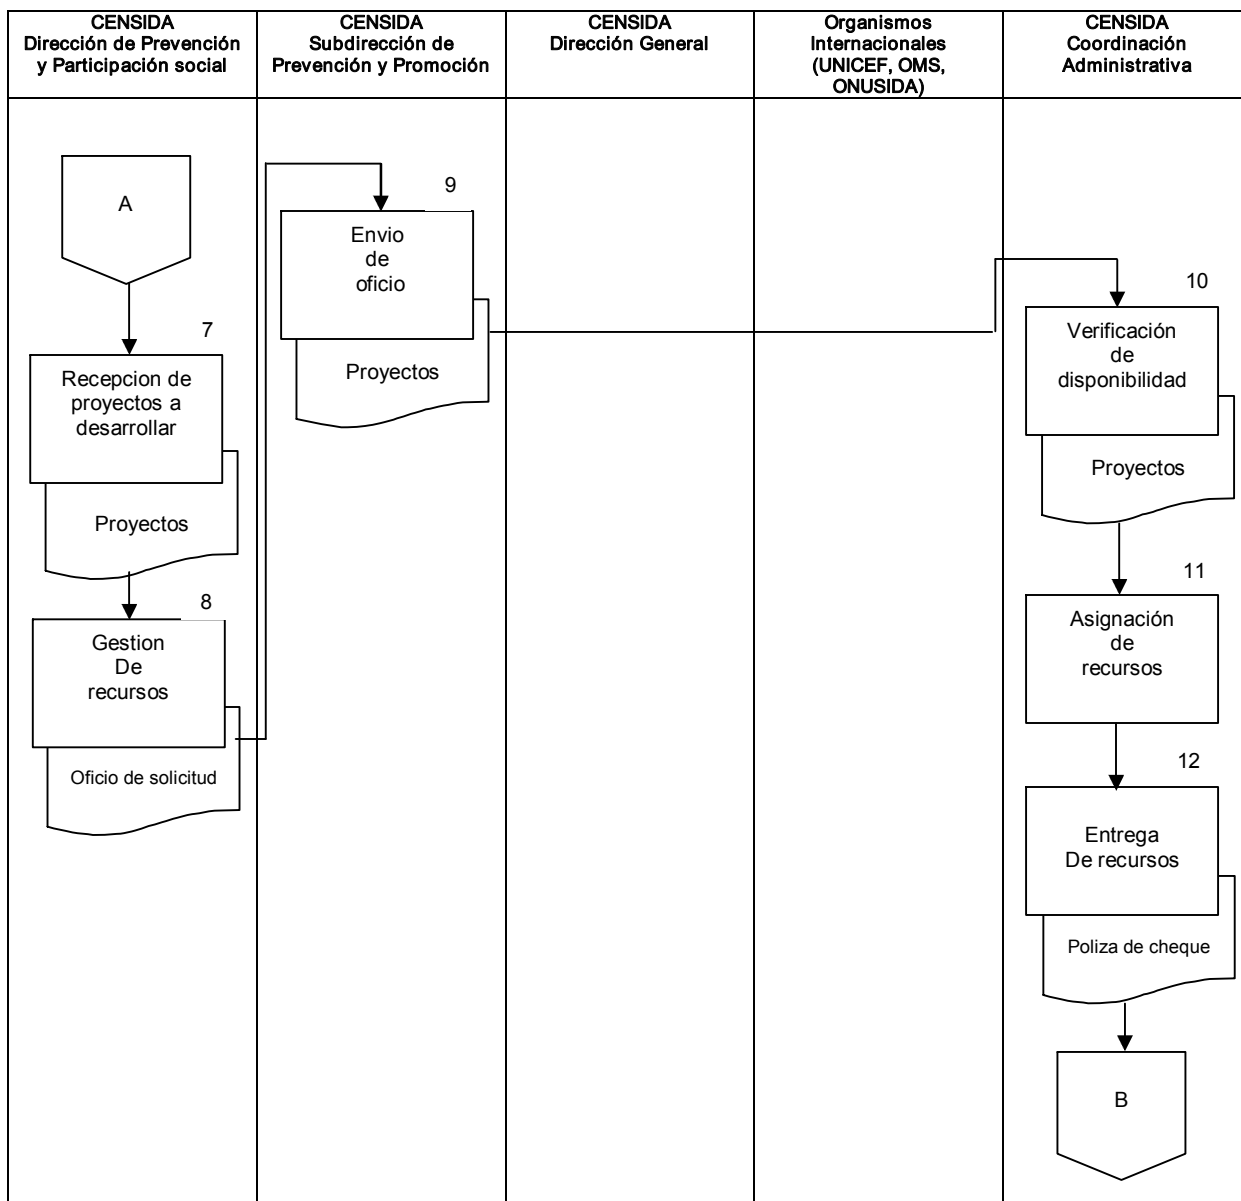 CENSIDA
Dirección de Prevención
y Participación social
CENSIDA
Subdirección de
Prevención y Promoción
CENSIDA
Dirección General
Organismos
Internacionales
(UNICEF, OMS,
ONUSIDA)
CENSIDA
Coordinación
Administrativa
A
7
Recepcion de
proyectos a
desarrollar
Proyectos
8
Gestion
De
recursos
Oficio de solicitud
9
Envio
de
oficio
Proyectos
10
Verificación
de
disponibilidad
Proyectos
11
Asignación
de
recursos
12
Entrega
De recursos
Poliza de cheque
B